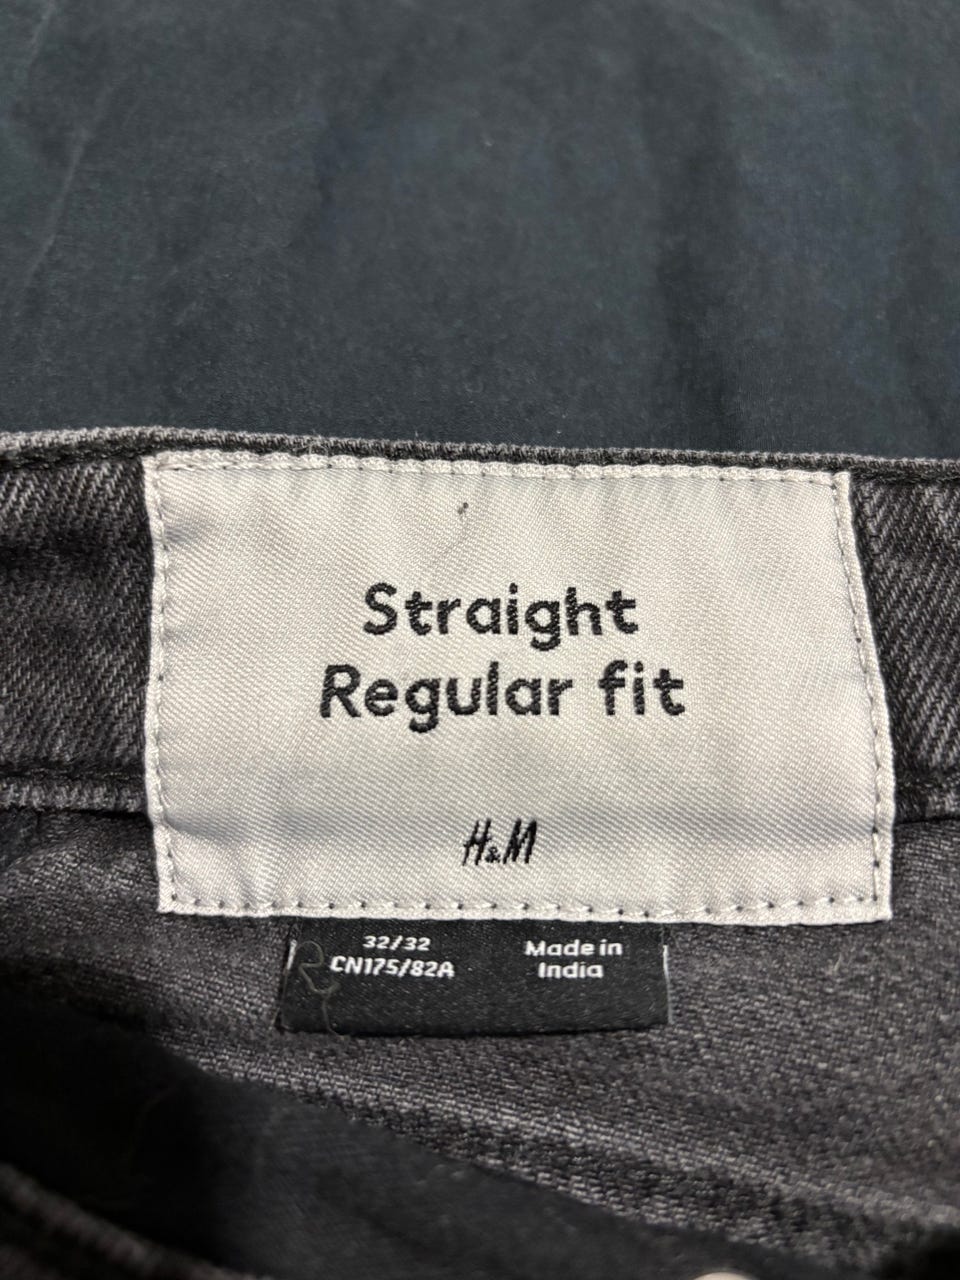 Straight
Regular fit
H&M
32/32
CN175/82A
Made in
India